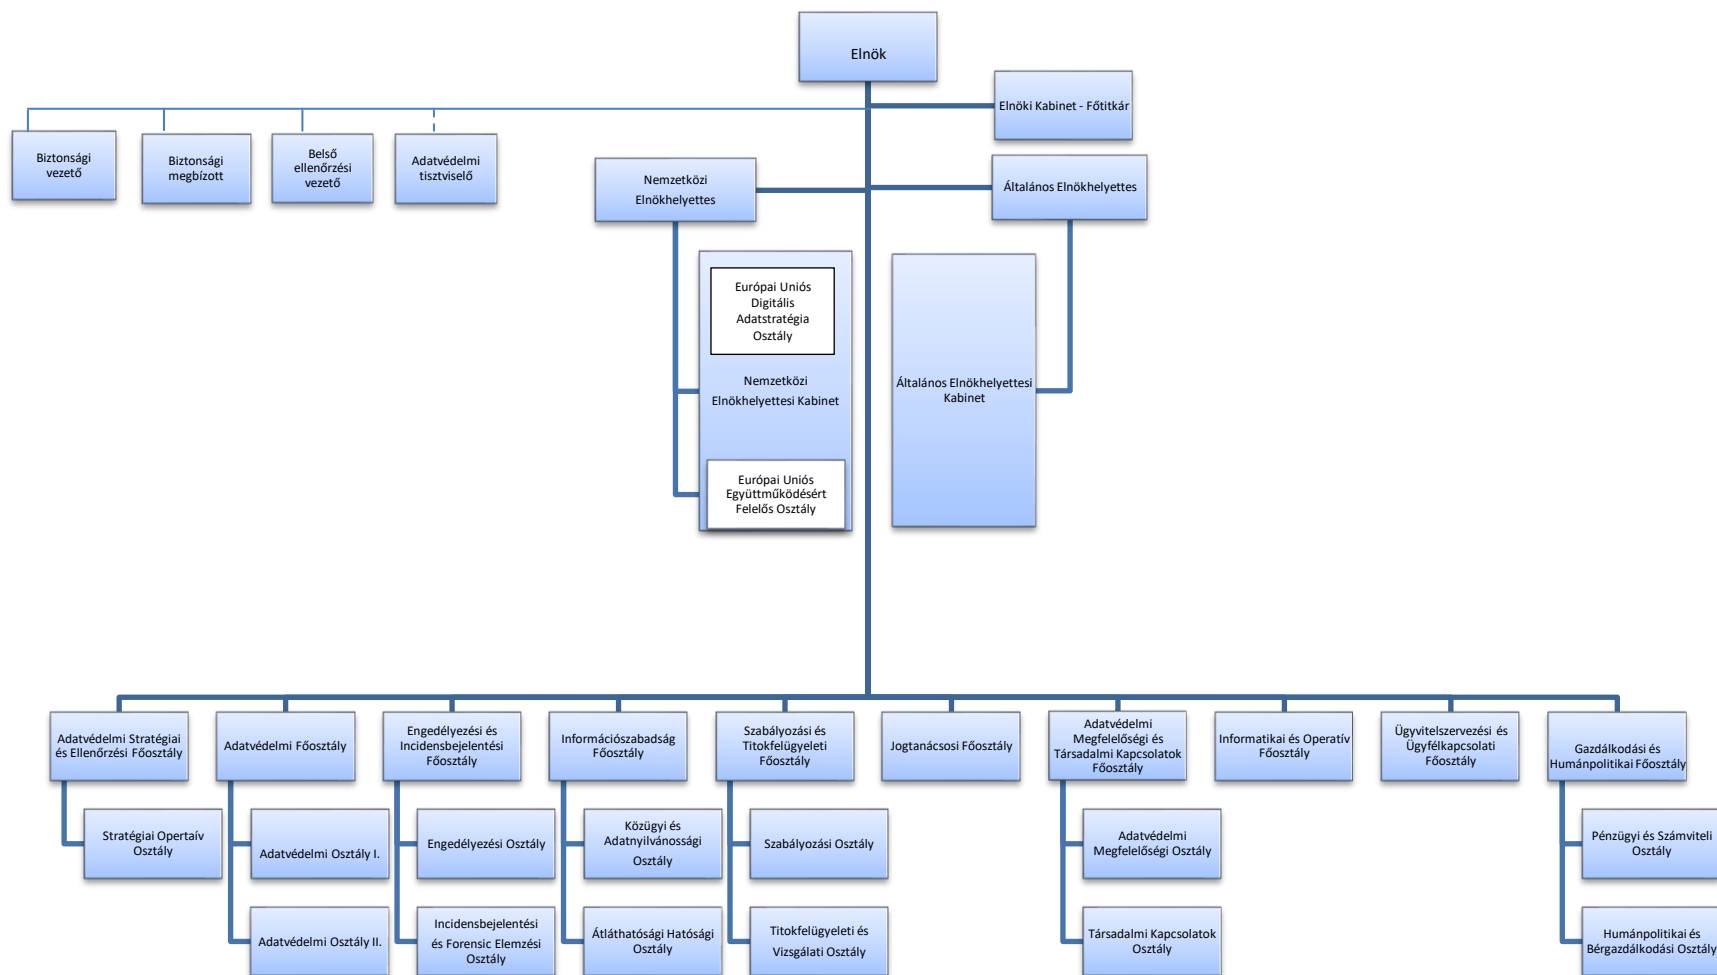 Elnök
Elnöki Kabinet - Főtitkár
Biztonsági
vezető
Biztonsági
megbízott
Belső
ellenőrzési
vezető
Adatvédelmi
tisztviselő
Nemzetközi
Elnökhelyettes
Általános Elnökhelyettes
Európai Uniós
Digitális
Adatstratégia
Osztály
Nemzetközi
Elnökhelyettesi Kabinet
Európai Uniós
Együttműködésért
Felelős Osztály
Általános Elnökhelyettesi
Kabinet
Adatvédelmi Stratégiai
és Ellenőrzési Főosztály
Adatvédelmi Főosztály
Engedélyezési és
Incidensbejelentési
Főosztály
Információszabadság
Főosztály
Szabályozási és
Titokfelügyeleti
Főosztály
Jogtanácsosi Főosztály
Adatvédelmi
Megfelelőségi és
Társadalmi Kapcsolatok
Főosztály
Informatikai és Operatív
Főosztály
Ügyvitelszervezési és
Ügyfélkapcsolati
Főosztály
Gazdálkodási és
Humánpolitikai Főosztály
Stratégiai Opertaív
Osztály
Adatvédelmi Osztály I.
Engedélyezési Osztály
Közügyi és
Adatnyilvánossági
Osztály
Szabályozási Osztály
Adatvédelmi
Megfelelőségi Osztály
Pénzügyi és Számviteli
Osztály
Adatvédelmi Osztály II.
Incidensbejelentési
és Forensic Elemzési
Osztály
Átláthatósági Hatósági
Osztály
Titokfelügyeleti és
Vizsgálati Osztály
Társadalmi Kapcsolatok
Osztály
Humánpolitikai és
Bérgazdálkodási Osztály